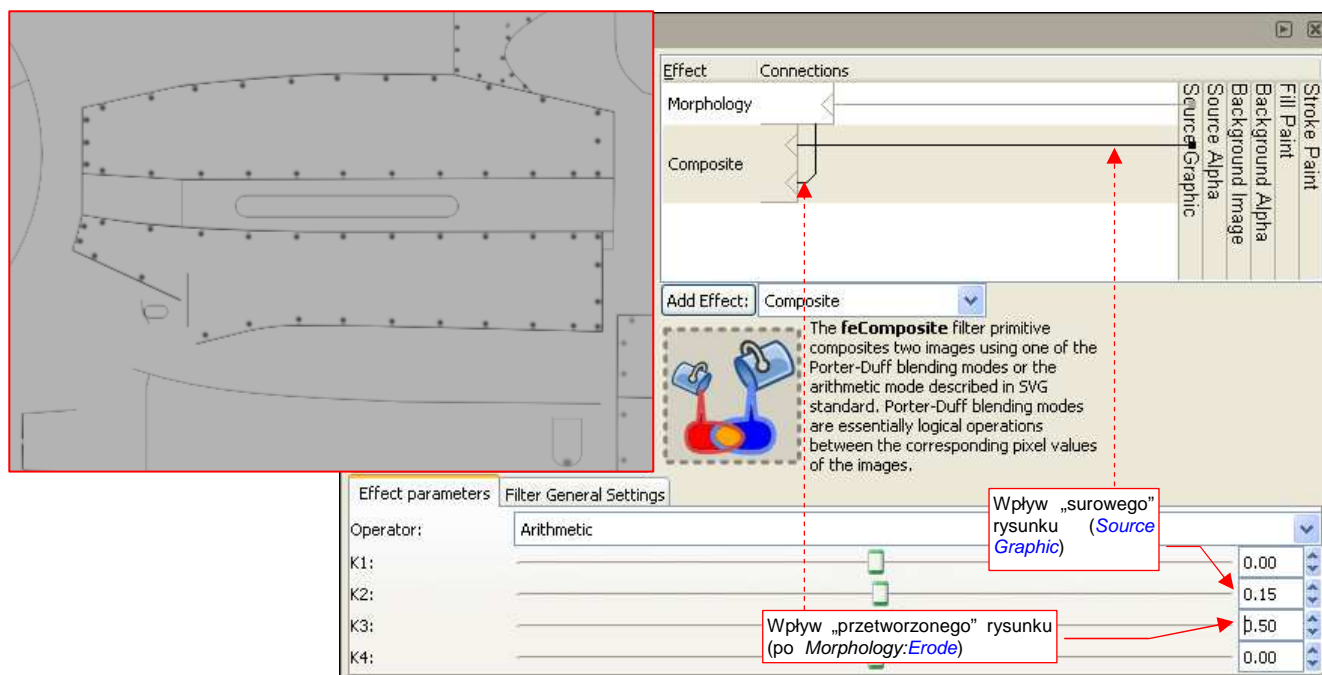 Effect Connections
Morphology
Composite
Source Graphic
Source Alpha
Background Image
Background Alpha
Fill Paint
Stroke Paint
Add Effect: Composite
The feComposite filter primitive
composites two images using one of the
Porter-Duff blending modes or the
arithmetic mode described in SVG
standard. Porter-Duff blending modes
are essentially logical operations
between the corresponding pixel values
of the images.
Effect parameters Filter General Settings
Wpływ „surowego”
rysunku (Source
Graphic)
Operator: Arithmetic
K1: 0.00
K2: 0.15
K3: 0.50
Wpływ „przetworzonego” rysunku
(po Morphology:Erode)
K4: 0.00